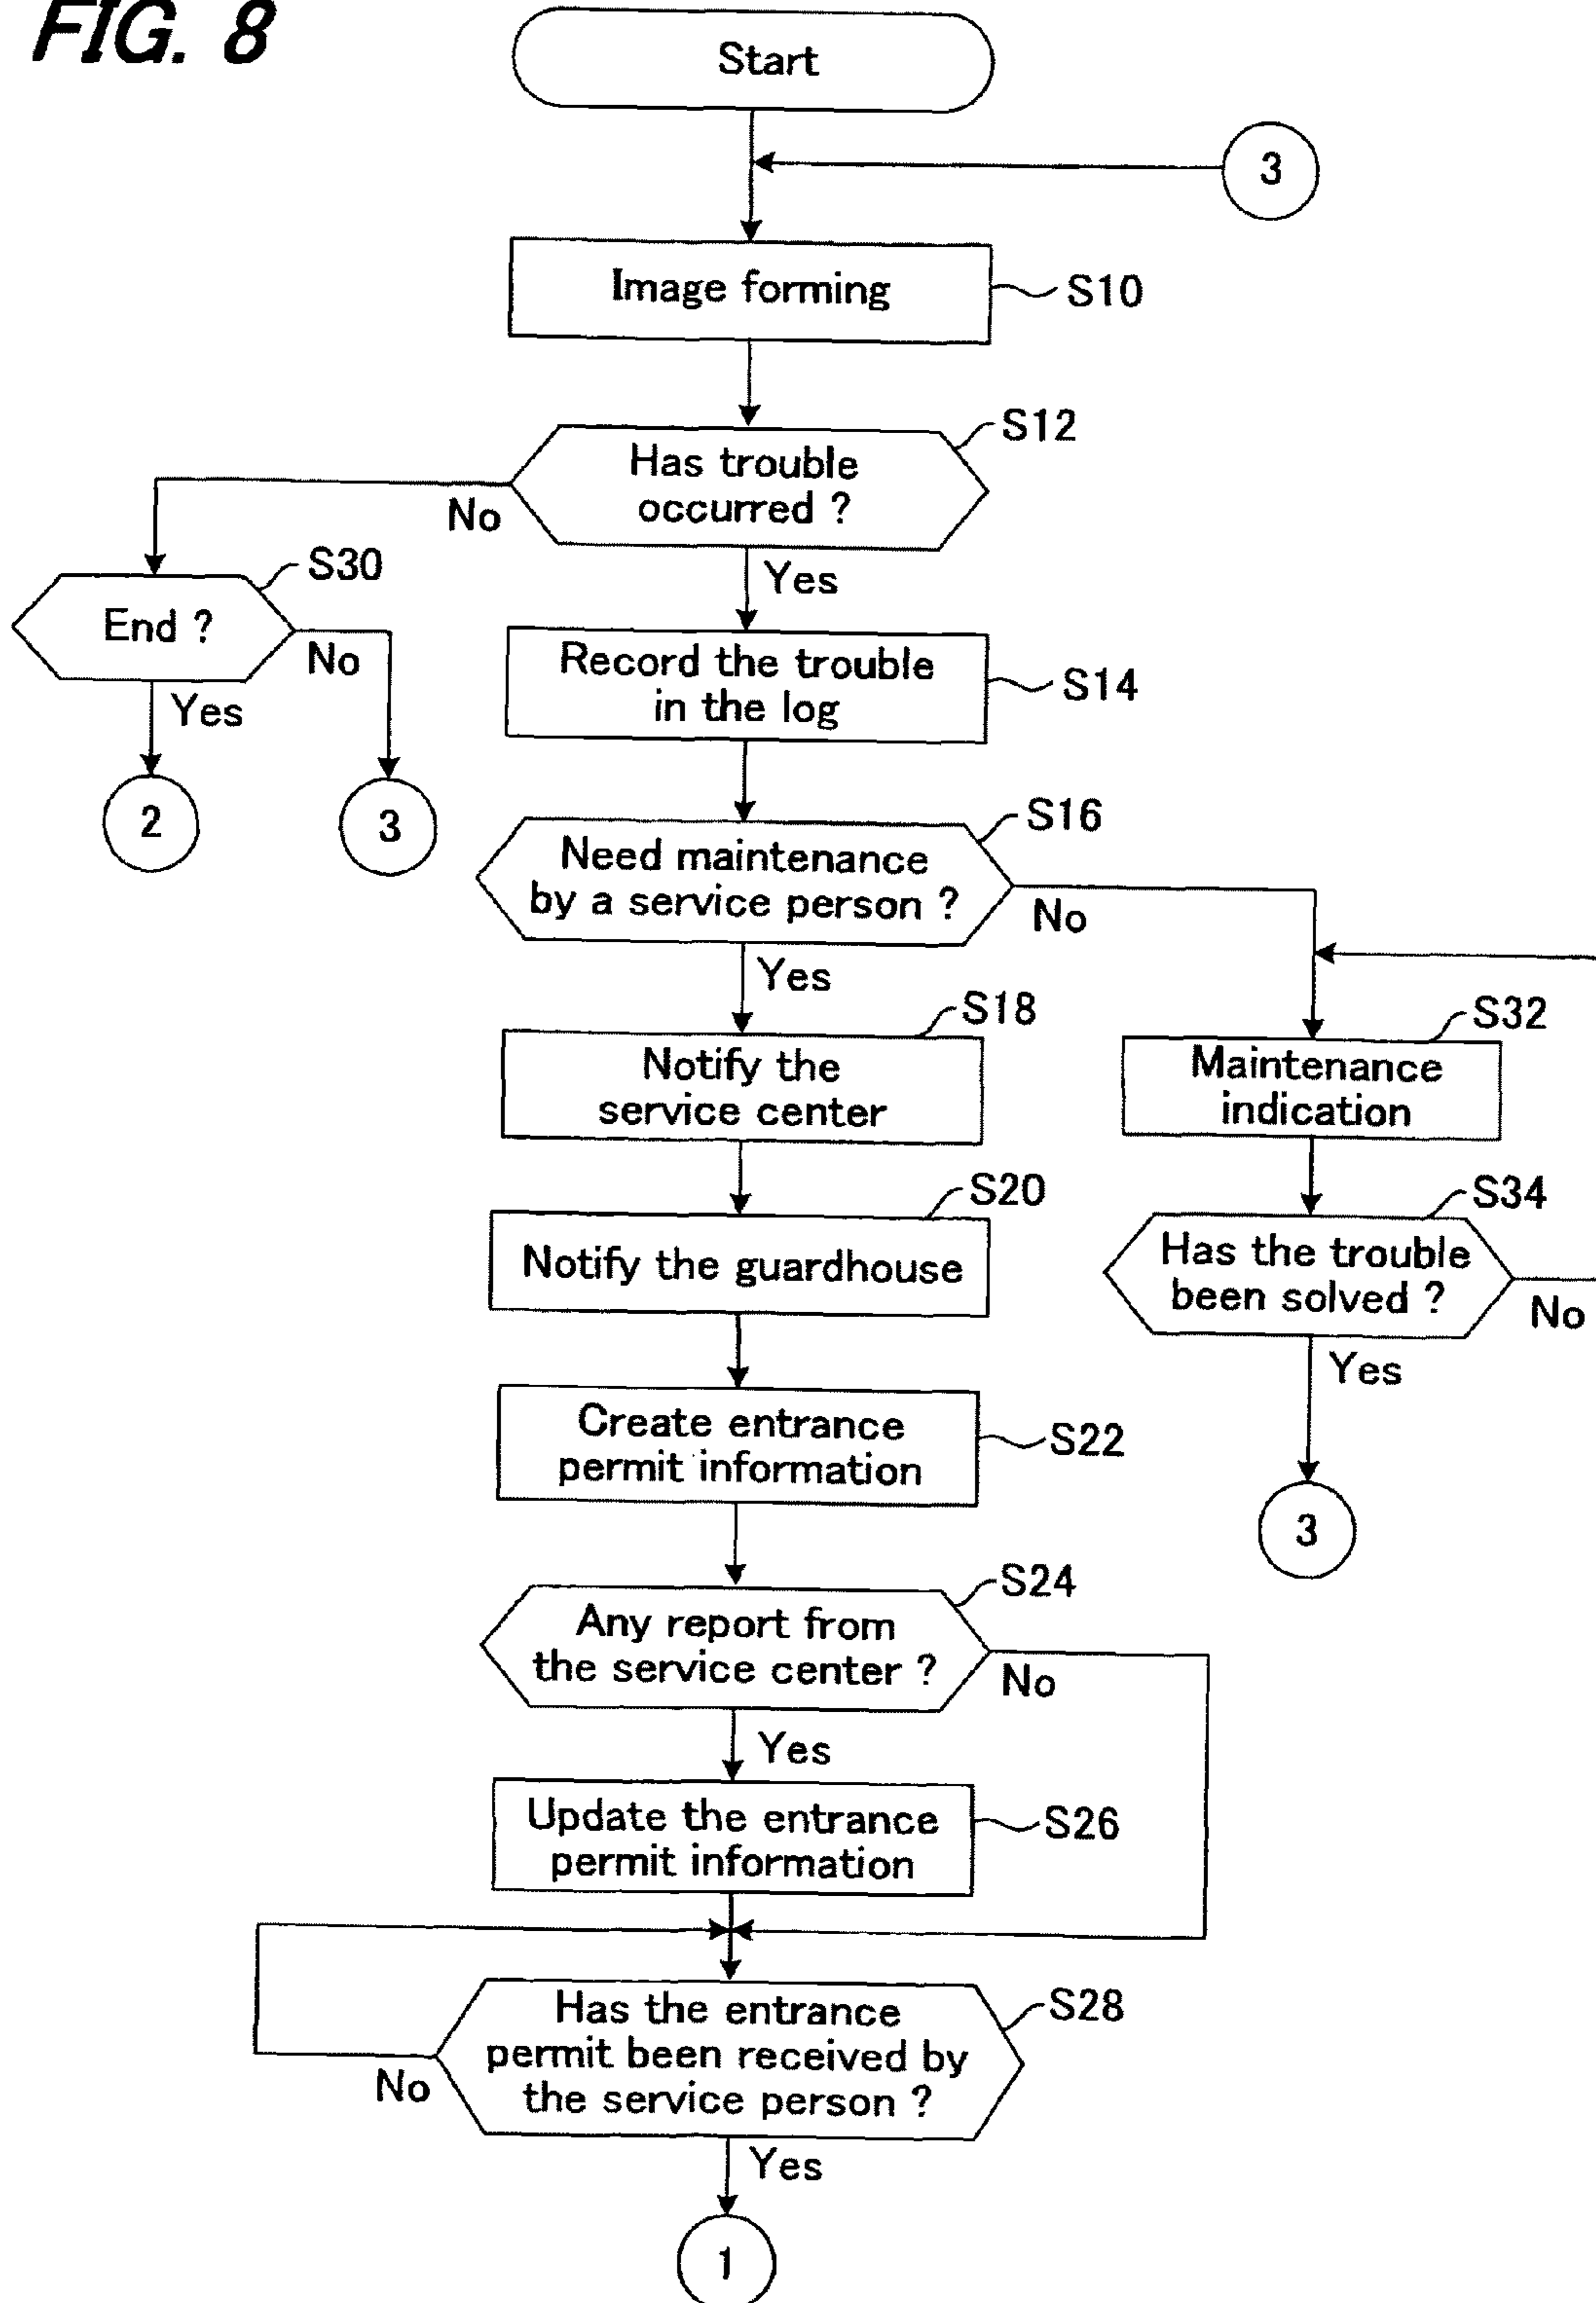 FIG. 8
Start
3
Image forming
S10
S12
Has trouble
occurred ?
No
Yes
S30
End ?
No
Yes
2
3
Record the trouble
in the log
S14
S16
Need maintenance
by a service person ?
No
Yes
S18
Notify the
service center
S32
Maintenance
indication
S20
Notify the guardhouse
S34
Has the trouble
been solved ?
No
Yes
3
Create entrance
permit information
S22
S24
Any report from
the service center ?
No
Yes
Update the entrance
permit information
S26
S28
Has the entrance
permit been received by
the service person ?
No
Yes
1